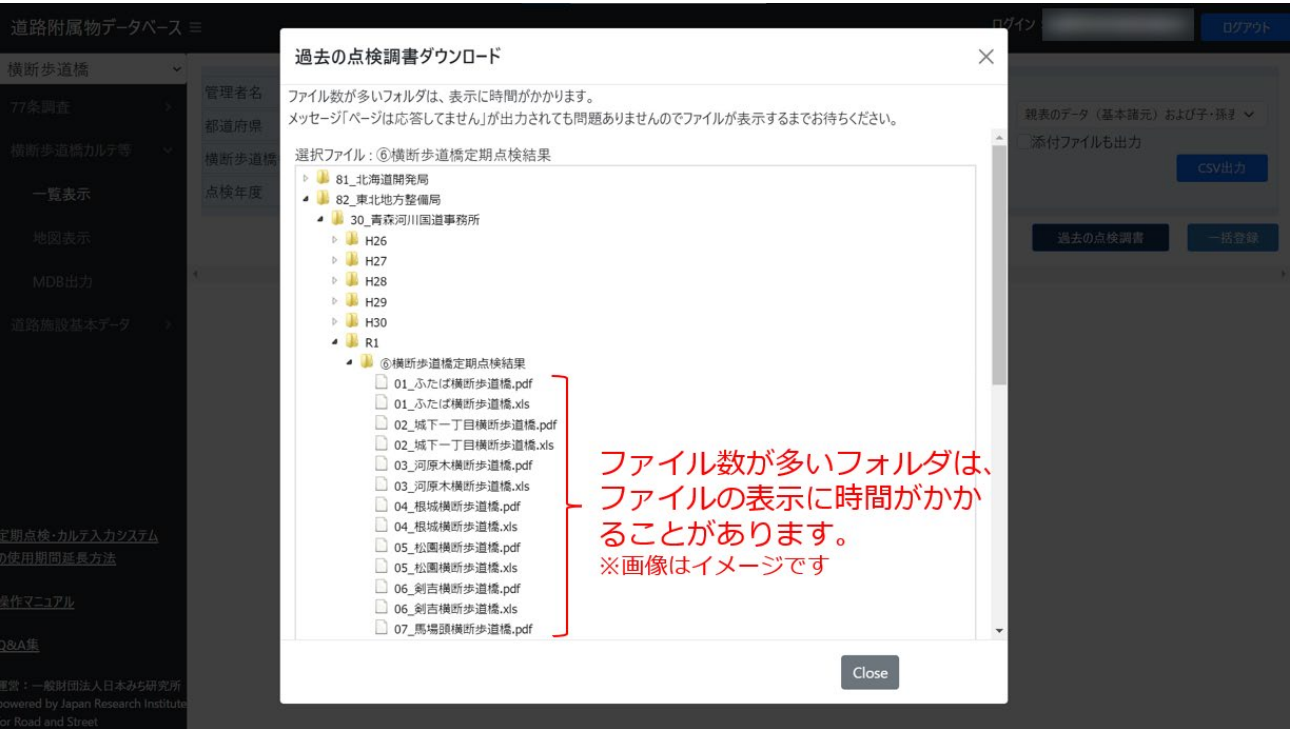 道路附属物データベース
ログイン:
ログアウト
横断歩道橋
77条調査
横断歩道橋カルテ等
一覧表示
地図表示
MDB出力
道路施設基本データ
定期点検・カルテ入力システム
の使用期間延長方法
操作マニュアル
Q&A集
運営:一般財団法人日本みち研究所
powered by Japan Research Institute
for Road and Street
管理者名
都道府県
横断歩道橋
点検年度
親表のデータ(基本諸元)および子・孫
添付ファイルも出力
CSV出力
過去の点検調書
一括登録
過去の点検調書ダウンロード
ファイル数が多いフォルダは、表示に時間がかかります。
メッセージ「ページは応答してません」が出力されても問題ありませんのでファイルが表示するまでお待ちください。
選択ファイル : ⑥横断歩道橋定期点検結果
81_北海道開発局
82_東北地方整備局
30_青森河川国道事務所
H26
H27
H28
H29
H30
R1
⑥横断歩道橋定期点検結果
01_ふたば横断歩道橋.pdf
01_ふたば横断歩道橋.xls
02_城下一丁目横断歩道橋.pdf
02_城下一丁目横断歩道橋.xls
03_河原木横断歩道橋.pdf
03_河原木横断歩道橋.xls
04_根城横断歩道橋.pdf
04_根城横断歩道橋.xls
05_松園横断歩道橋.pdf
05_松園横断歩道橋.xls
06_剣吉横断歩道橋.pdf
06_剣吉横断歩道橋.xls
07_馬場頭横断歩道橋.pdf
ファイル数が多いフォルダは、
ファイルの表示に時間がかか
ることがあります。
※画像はイメージです
Close